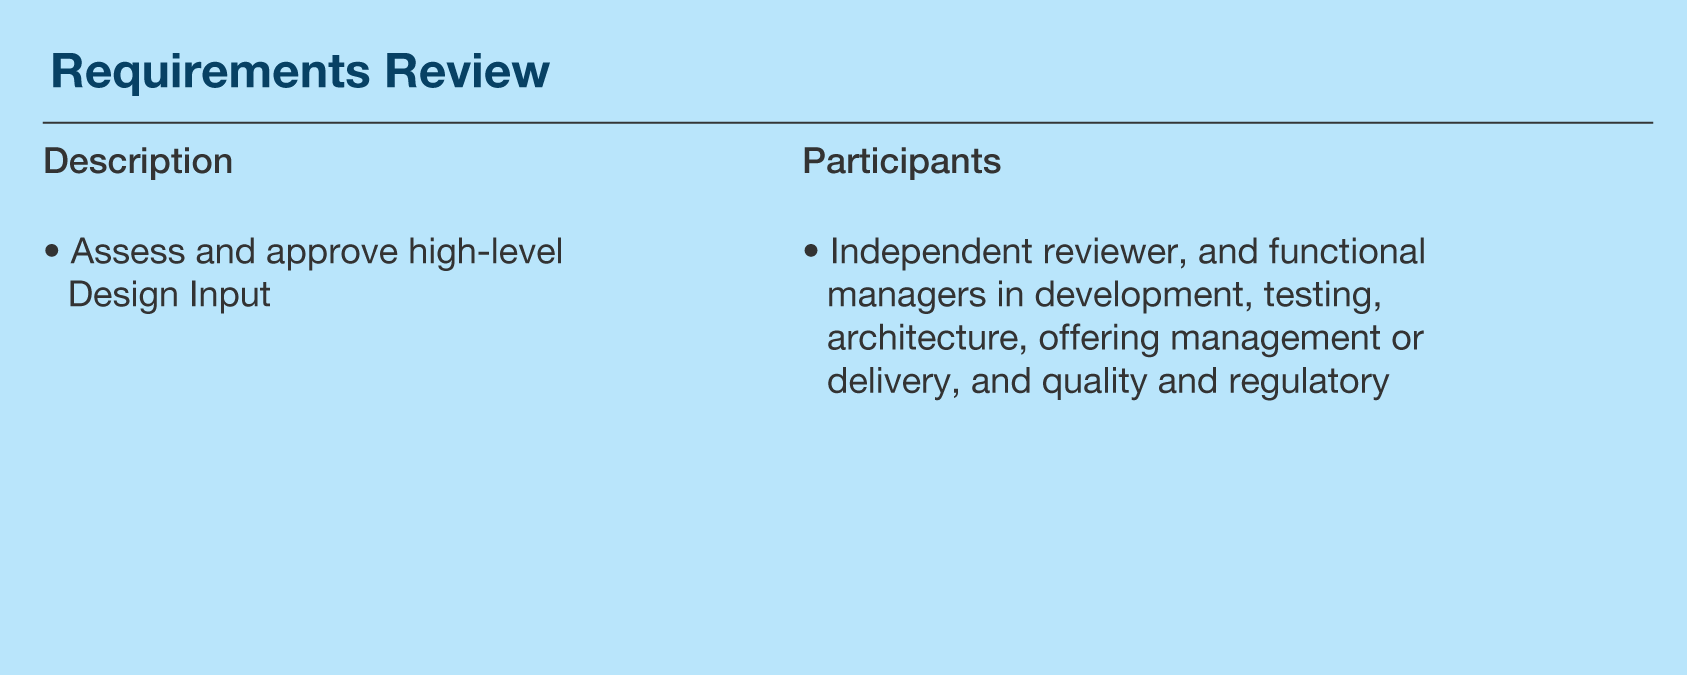 Requirements Review
Description
• Assess and approve high-level
Design Input
Participants
• Independent reviewer, and functional
managers in development, testing,
architecture, offering management or
delivery, and quality and regulatory